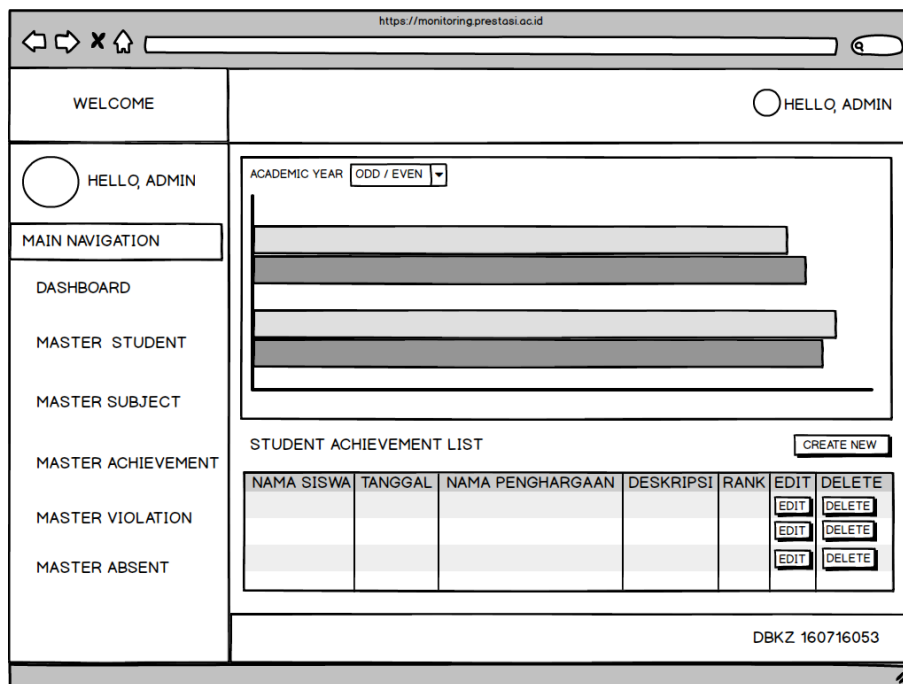 https://monitoring.prestasi.ac.id
WELCOME
HELLO, ADMIN
HELLO, ADMIN
MAIN NAVIGATION
DASHBOARD
MASTER STUDENT
MASTER SUBJECT
MASTER ACHIEVEMENT
MASTER VIOLATION
MASTER ABSENT
ACADEMIC YEAR ODD / EVEN
STUDENT ACHIEVEMENT LIST CREATE NEW
NAMA SISWA TANGGAL NAMA PENGHARGAAN DESKRIPSI RANK EDIT DELETE
EDIT DELETE
EDIT DELETE
EDIT DELETE
DBKZ 160716053